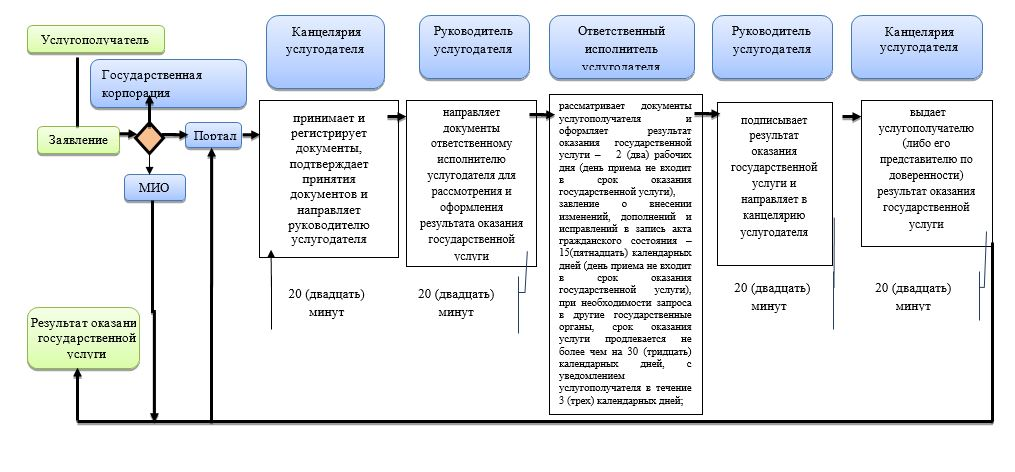 Услугополучатель
Государственная
корпорация
Заявление
Портал
МИО
Результат оказани
государственной
услуги
Канцелярия
услугодателя
принимает и
регистрирует
документы,
подтверждает
принятия
документов и
направляет
руководителю
услугодателя
20 (двадцать)
минут
Руководитель
услугодателя
направляет
документы
ответственному
исполнителю
услугодателя для
рассмотрения и
оформления
результата оказания
государственной
услуги
20 (двадцать)
минут
Ответственный
исполнитель
услугодателя
рассматривает документы
услугополучателя и
оформляет результат
оказания государственной
услуги – 2 (два) рабочих
дня (день приема не входит
в срок оказания
государственной услуги),
завление о внесении
изменений, дополнений и
исправлений в запись акта
гражданского состояния –
15(пятнадцать) календарных
дней (день приема не входит
в срок оказания
государственной услуги),
при необходимости запроса
в другие государственные
органы, срок оказания
услуги продлевается не
более чем на 30 (тридцать)
календарных дней, с
уведомлением
услугополучателя в течение
3 (трех) календарных дней;
Руководитель
услугодателя
подписывает
результат
оказания
государственной
услуги и
направляет в
канцелярию
услугодателя
20 (двадцать)
минут
Канцелярия
услугодателя
выдает
услугополучателю
(либо его
представителю по
доверенности)
результат оказания
государственной
услуги
20 (двадцать)
минут